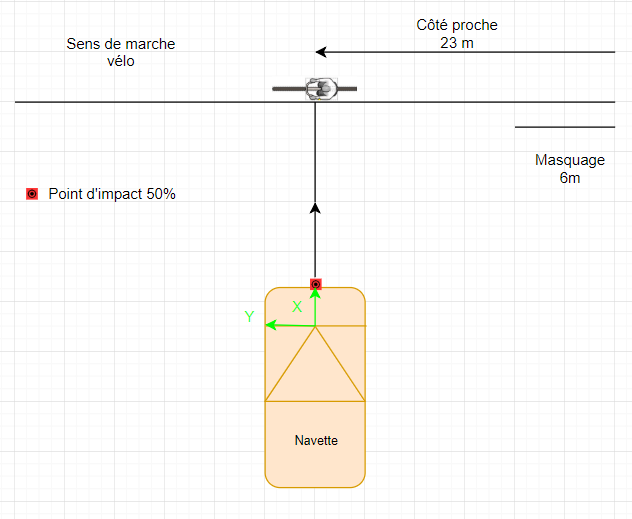 Côté proche
23 m
Sens de marche
vélo
Masquage
6m
Point d'impact 50%
X
Y
Navette